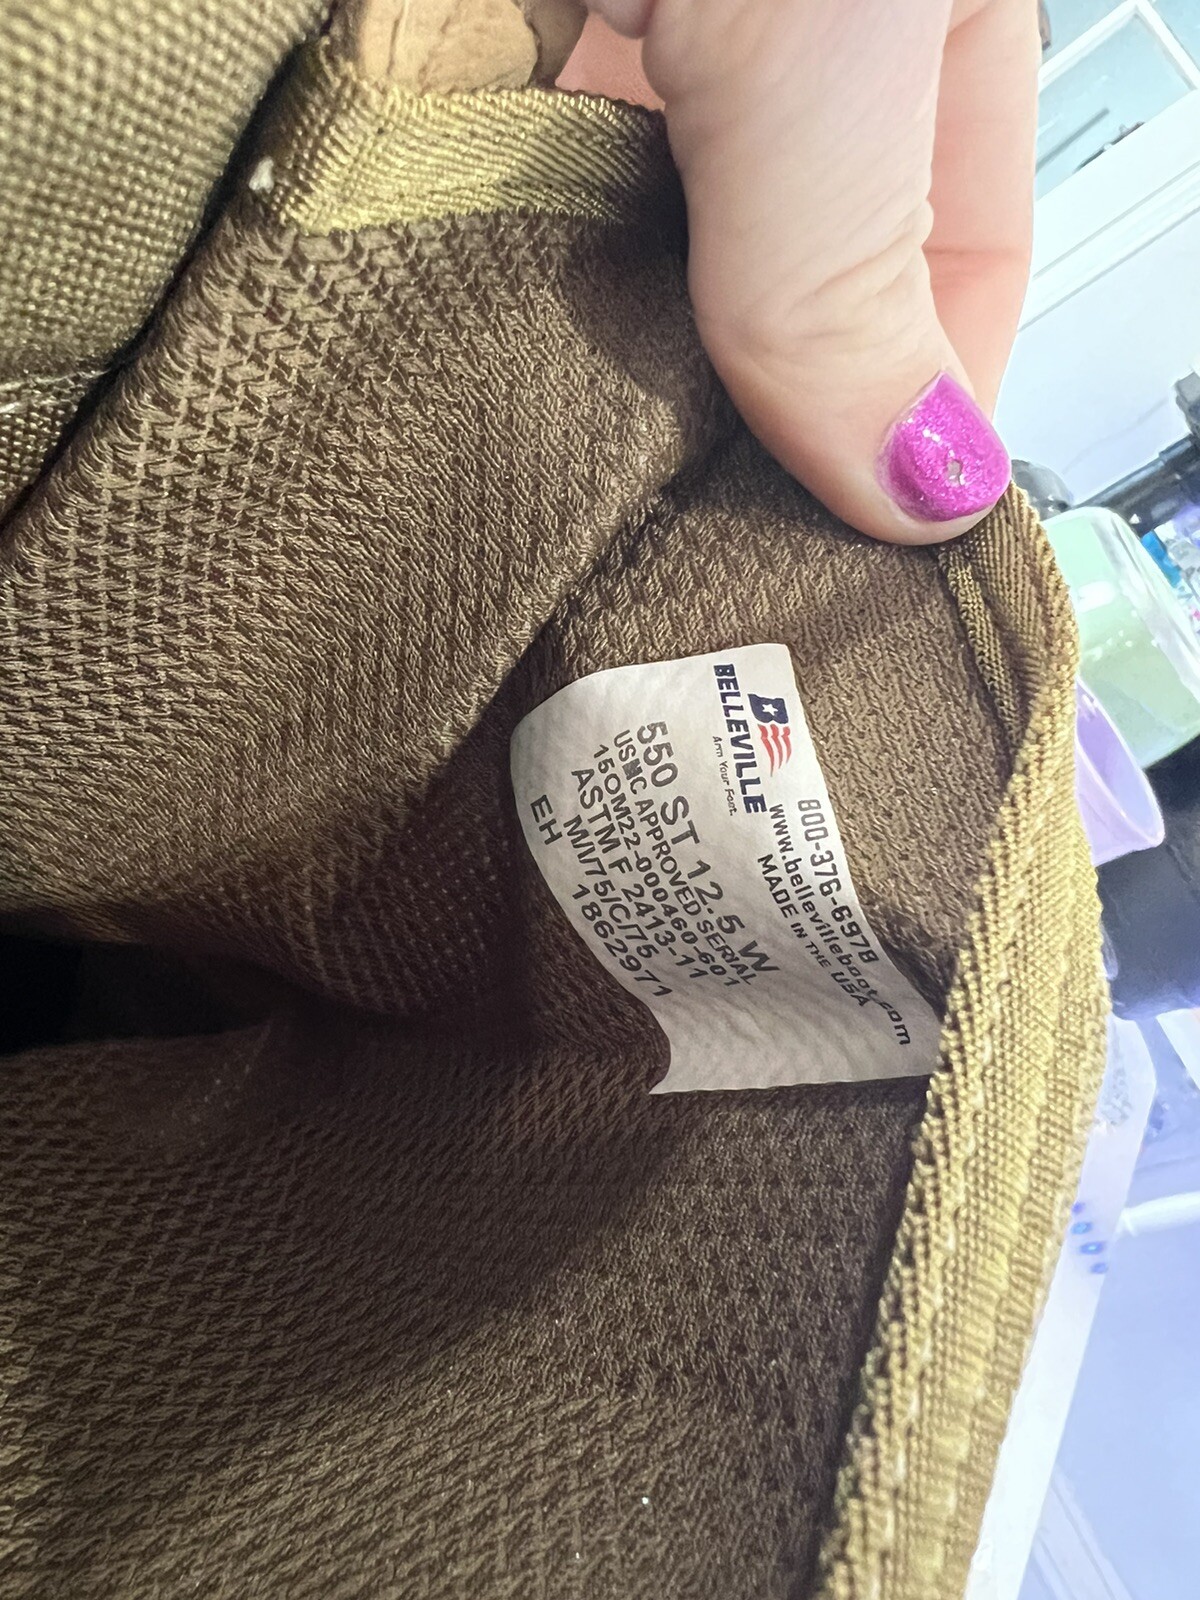 BELLEVILLE
Arm Your Feet.
800-376-6978
www.bellevilleboot.com
MADE IN THE USA
550 ST 12.5 W
USMC APPROVED SERIAL
15OM22-000460-601
ASTM F 2413-11
M/I/75/C/75
EH 1862971